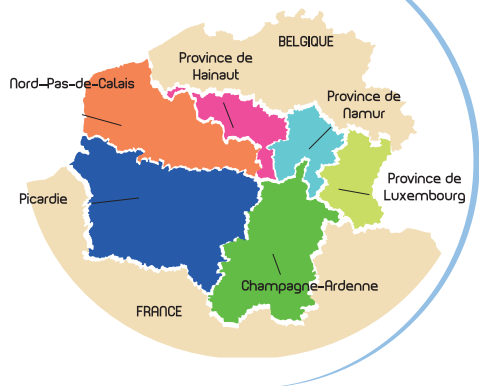 BELGIQUE
Province de
Hainaut
Nord-Pas-de-Calais
Province de
Namur
Province de
Luxembourg
Picardie
Champagne-Ardenne
FRANCE